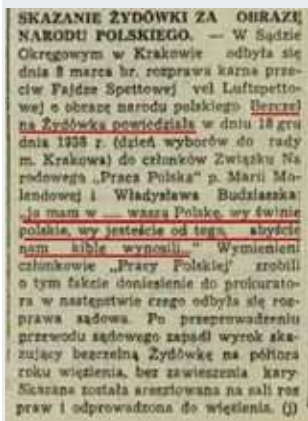 SKAZANIE ŻYDÓWKI ZA OBRAZĘ
NARODU POLSKIEGO. — W Sądzie
Okręgowym w Krakowie odbyła się
dnia 8 marca br. rozprawa karna prze-
ciw Fajdze Spettowej vel Luftspetto-
wej o obrazę narodu polskiego Bezczel
na Żydówka powiedziała w dniu 18 gru
dnia 1938 r. (dzień wyborów do rady
m. Krakowa) do członków Związku Na
rodowego „Praca Polska" p. Marii Mo-
lendowej i Władysława Budziaszka:
„ja mam w ... waszą Polskę, wy świnie
polskie, wy jesteście od tego, abyście
nam kible wynosili..." Wymienieni
członkowie „Pracy Polskiej" zrobili
o tym fakcie doniesienie do prokurato-
ra w następstwie czego odbyła się roz-
prawa sądowa. Po przeprowadzeniu
przewodu sądowego zapadł wyrok ska-
zujący bezczelną Żydówkę na półtora
roku więzienia, bez zawieszenia kary.
Skazana została aresztowana na sali roz
praw i odprowadzona do więzienia. (j)